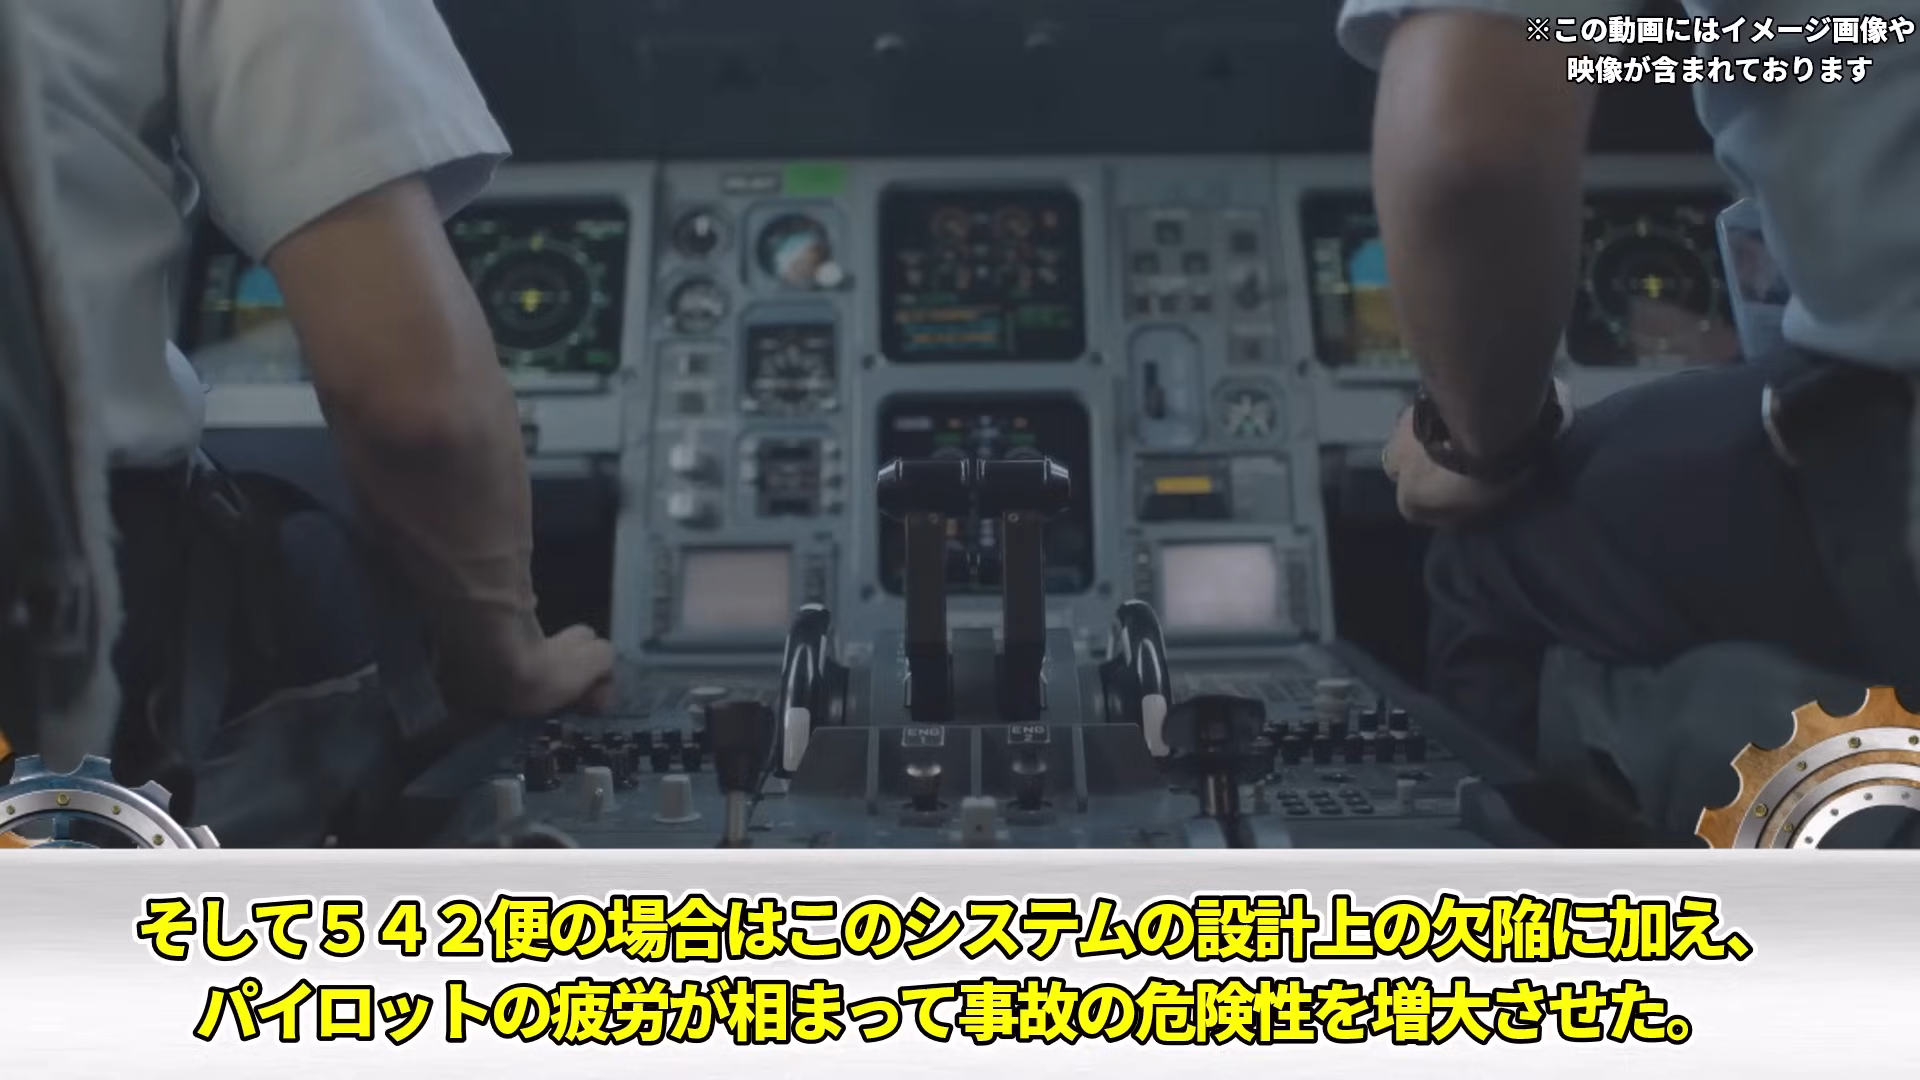 ※この動画にはイメージ画像や
映像が含まれております
ENG
1
ENG
2
そして５４２便の場合はこのシステムの設計上の欠陥に加え、
パイロットの疲労が相まって事故の危険性を増大させた。